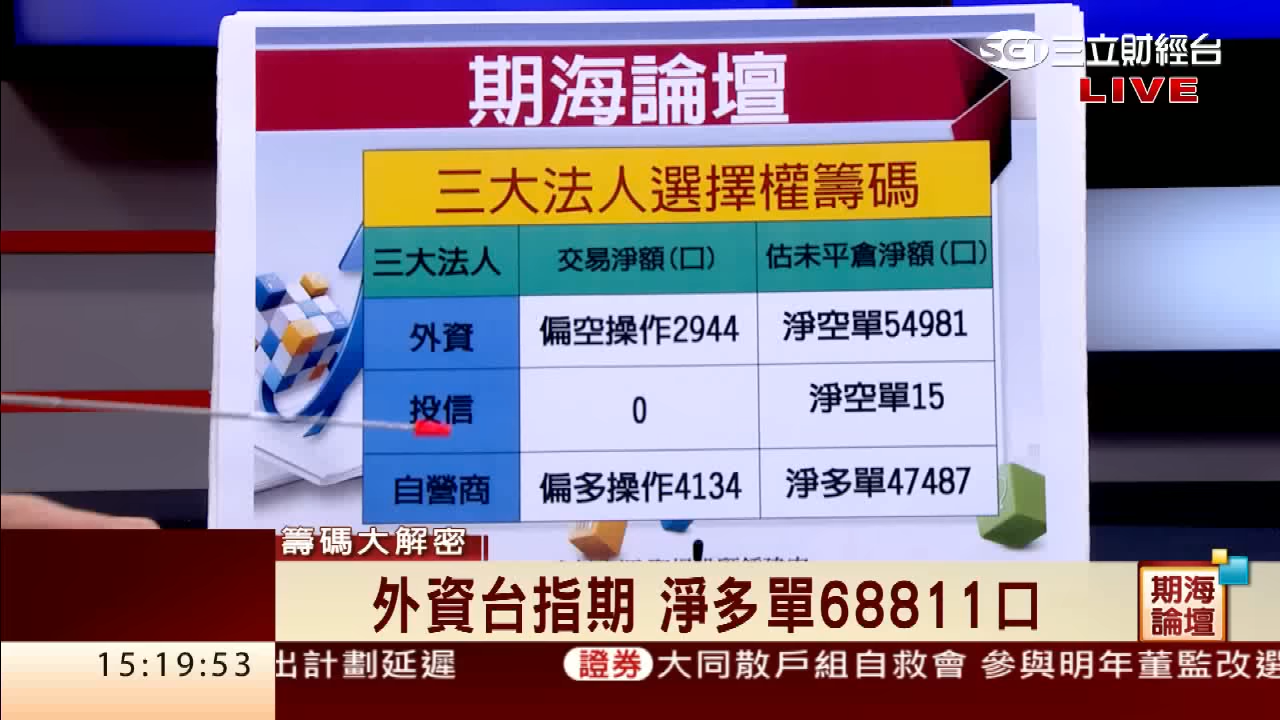 SET三立財經台
LIVE
期海論壇
三大法人選擇權籌碼
三大法人 交易淨額(口) 估未平倉淨額(口)
外資 偏空操作2944 淨空單54981
投信 0 淨空單15
自營商 偏多操作4134 淨多單47487
籌碼大解密
外資台指期 淨多單68811口
期海
論壇
15:19:53 出計劃延遲 證券 大同散戶組自救會 參與明年董監改選